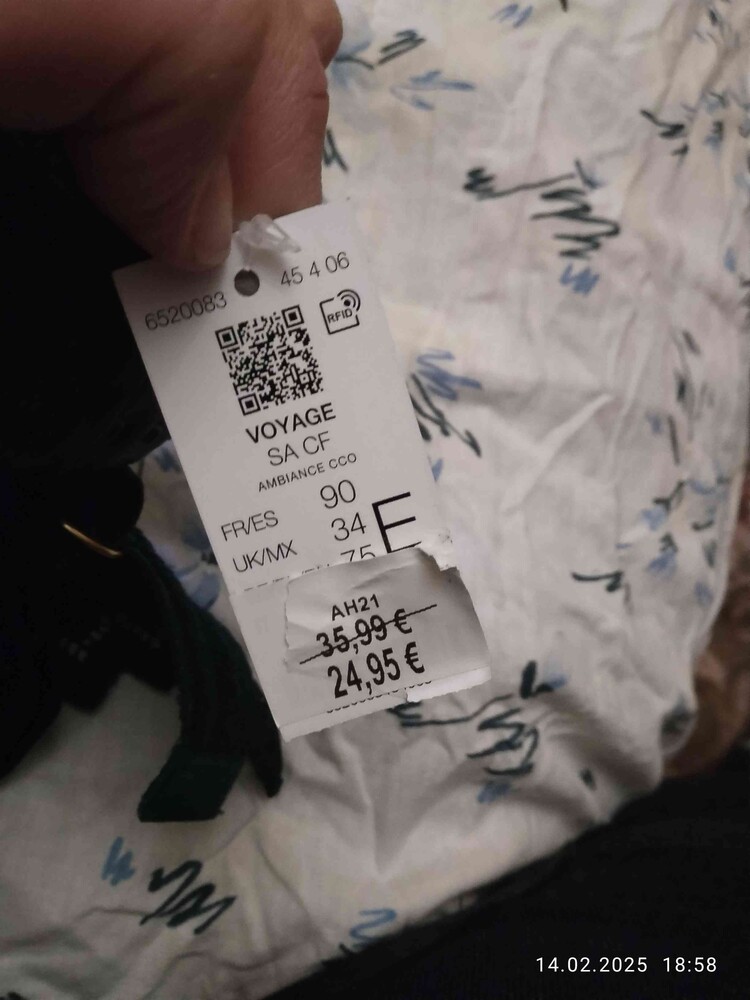 6520083 45 4 06
RFID
VOYAGE
SA CF
AMBIANCE CCO
FR/ES 90 E
UK/MX 34
75
AH21
35,99 €
24,95 €
14.02.2025 18:58